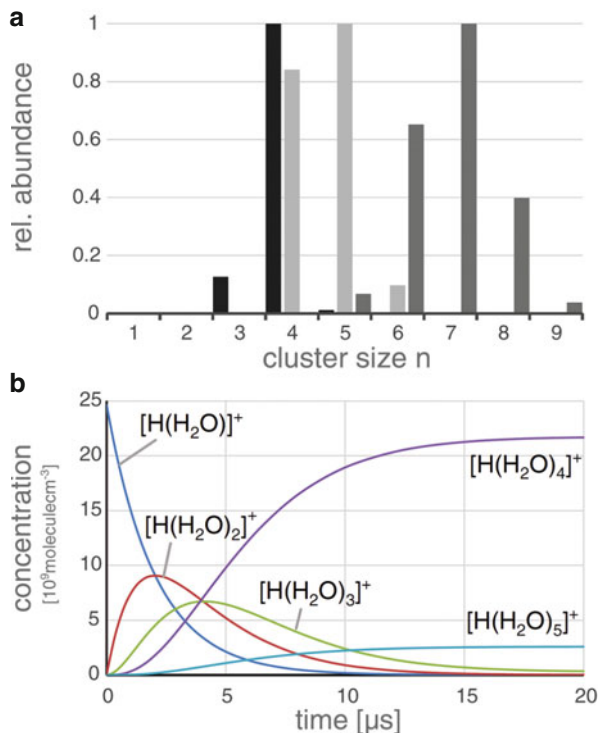 a
rel. abundance
1
0.8
0.6
0.4
0.2
0
1 2 3 4 5 6 7 8 9
cluster size n
b
concentration
[10⁹moleculecm⁻³]
25
20
15
10
5
0
[H(H₂O)]⁺
[H(H₂O)₂]⁺
[H(H₂O)₃]⁺
[H(H₂O)₄]⁺
[H(H₂O)₅]⁺
0 5 10 15 20
time [µs]